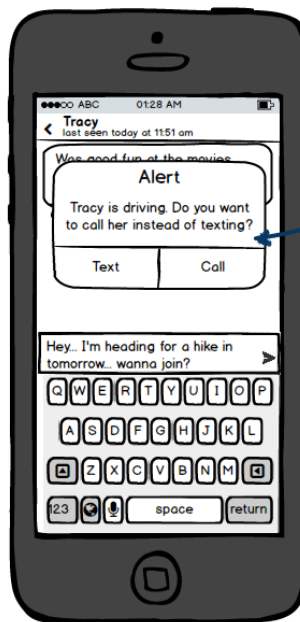 ABC 01:28 AM
Tracy
last seen today at 11:51 am
Was good fun at the movies
Alert
Tracy is driving. Do you want
to call her instead of texting?
Text Call
Hey... I'm heading for a hike in
tomorrow... wanna join?
Q W E R T Y U I O P
A S D F G H J K L
Z X C V B N M
123 space return